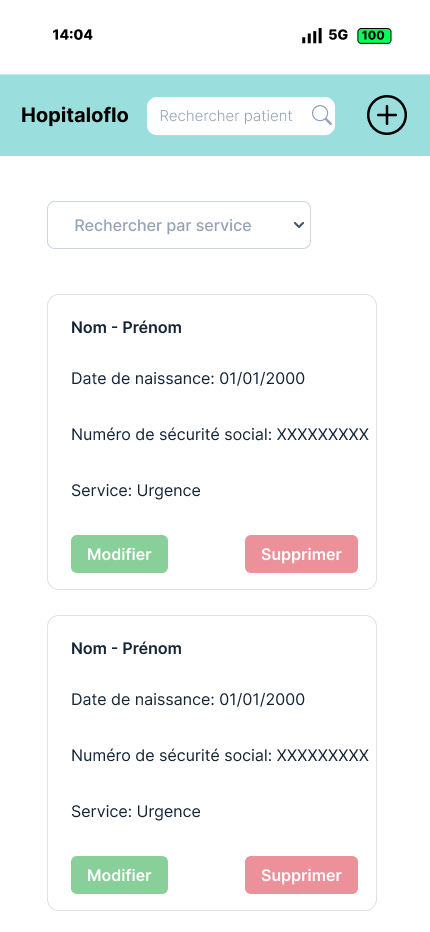 14:04 5G 100
Hopitaloflo Rechercher patient
Rechercher par service
Nom - Prénom
Date de naissance: 01/01/2000
Numéro de sécurité social: XXXXXXXXX
Service: Urgence
Modifier Supprimer
Nom - Prénom
Date de naissance: 01/01/2000
Numéro de sécurité social: XXXXXXXXX
Service: Urgence
Modifier Supprimer